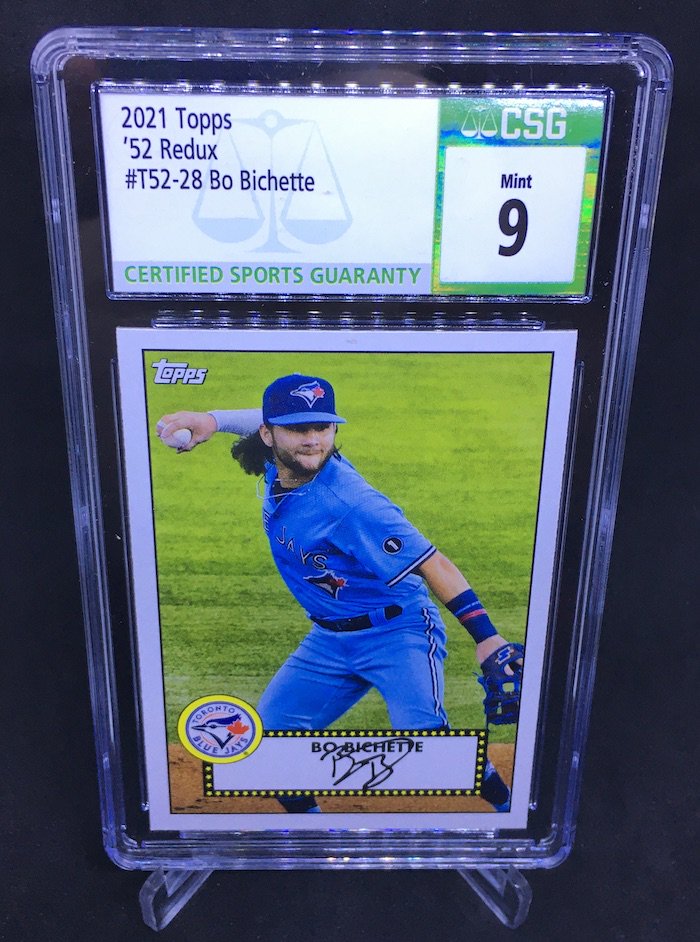 2021 Topps
'52 Redux
#T52-28 Bo Bichette
CERTIFIED SPORTS GUARANTY
CSG
Mint
9
topps
JAYS
1
TORONTO
BLUE JAYS
BO BICHETTE